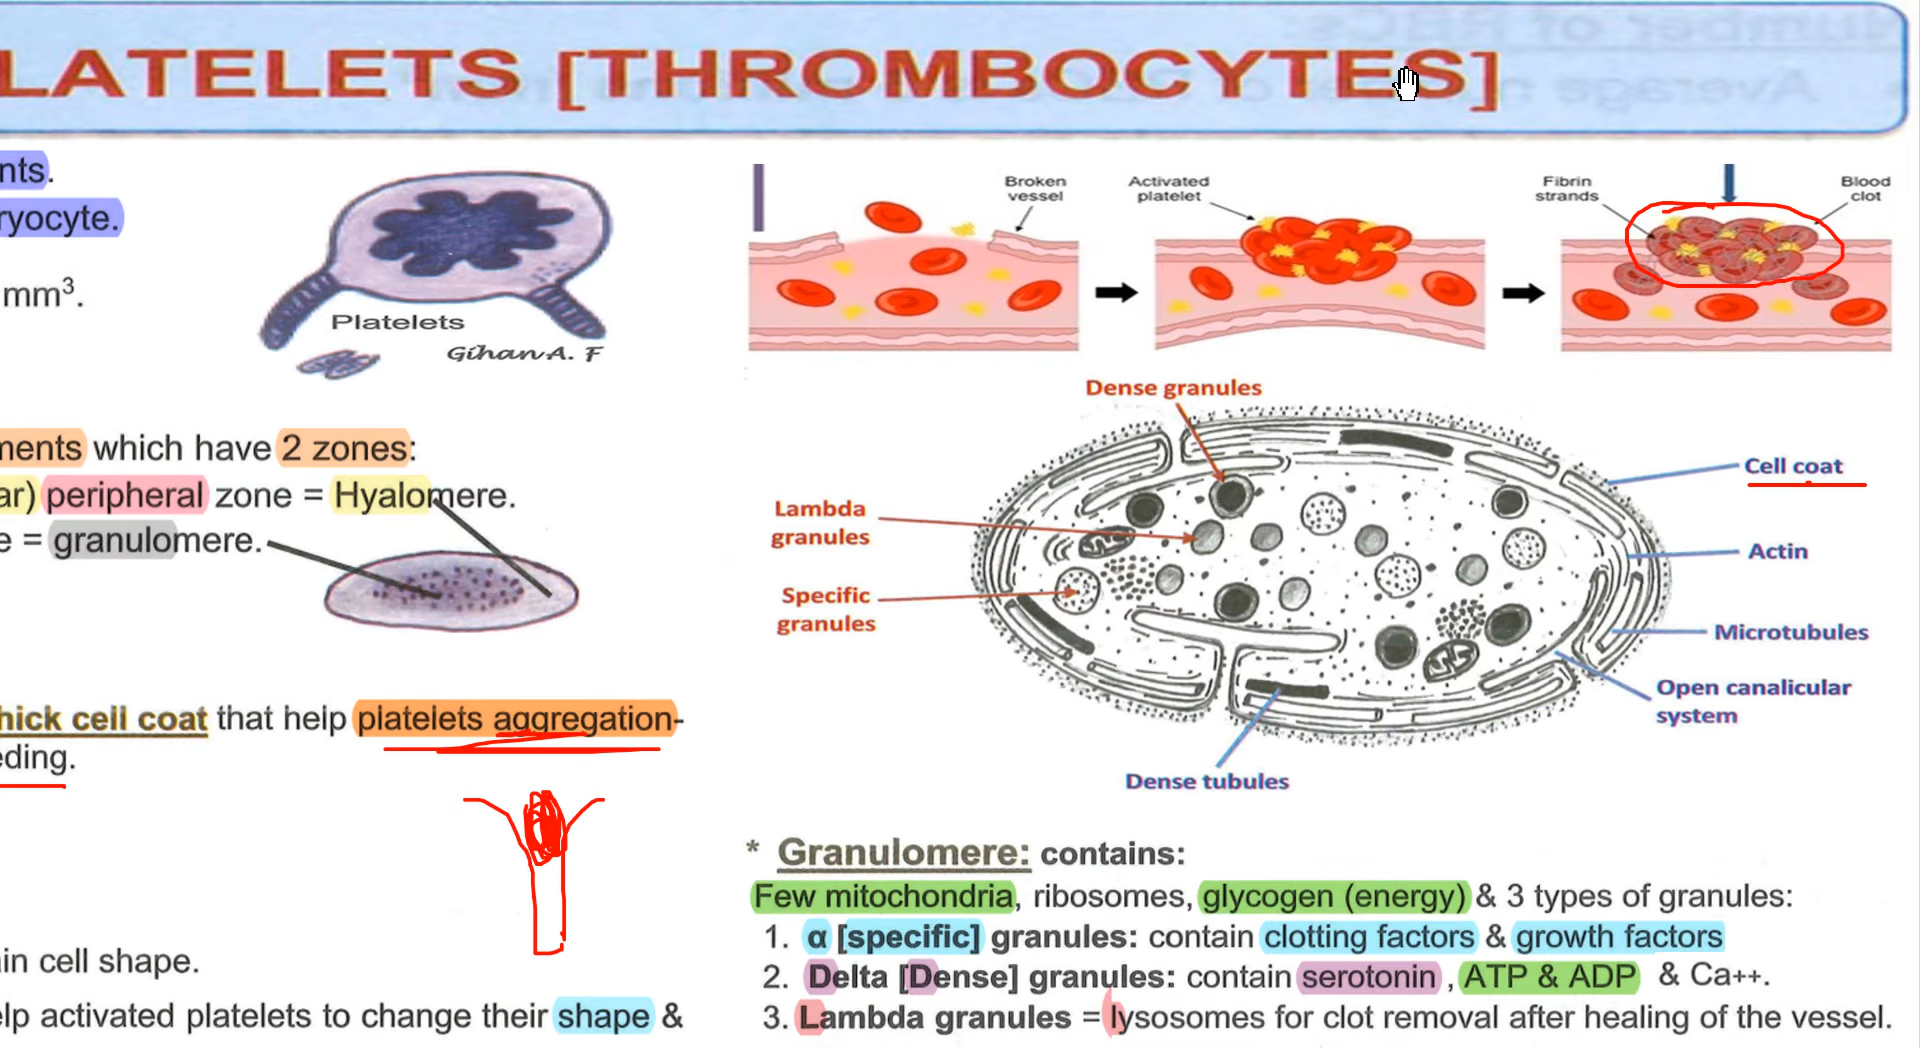 LATELETS [THROMBOCYTES]
nts.
ryocyte.
mm³.
Platelets
Gihan A. F
ments which have 2 zones:
ar) peripheral zone = Hyalomere.
e = granulomere.
hick cell coat that help platelets aggregation-
eding.
in cell shape.
elp activated platelets to change their shape &
Broken
vessel
Activated
platelet
Fibrin
strands
Blood
clot
Dense granules
Lambda
granules
Specific
granules
Cell coat
Actin
Microtubules
Open canalicular
system
Dense tubules
* Granulomere: contains:
Few mitochondria, ribosomes, glycogen (energy) & 3 types of granules:
1. α [specific] granules: contain clotting factors & growth factors
2. Delta [Dense] granules: contain serotonin , ATP & ADP & Ca++.
3. Lambda granules = lysosomes for clot removal after healing of the vessel.